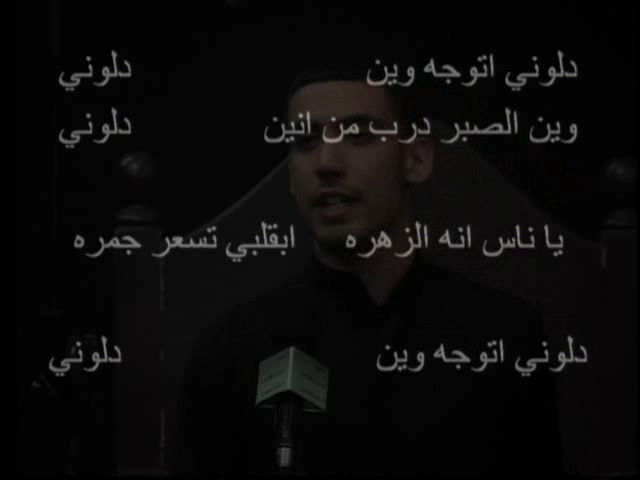 دلوني اتوجه وين دلوني
وين الصبر درب من انين دلوني
يا ناس انه الزهره ابقلبي تسعر جمره
دلوني اتوجه وين دلوني